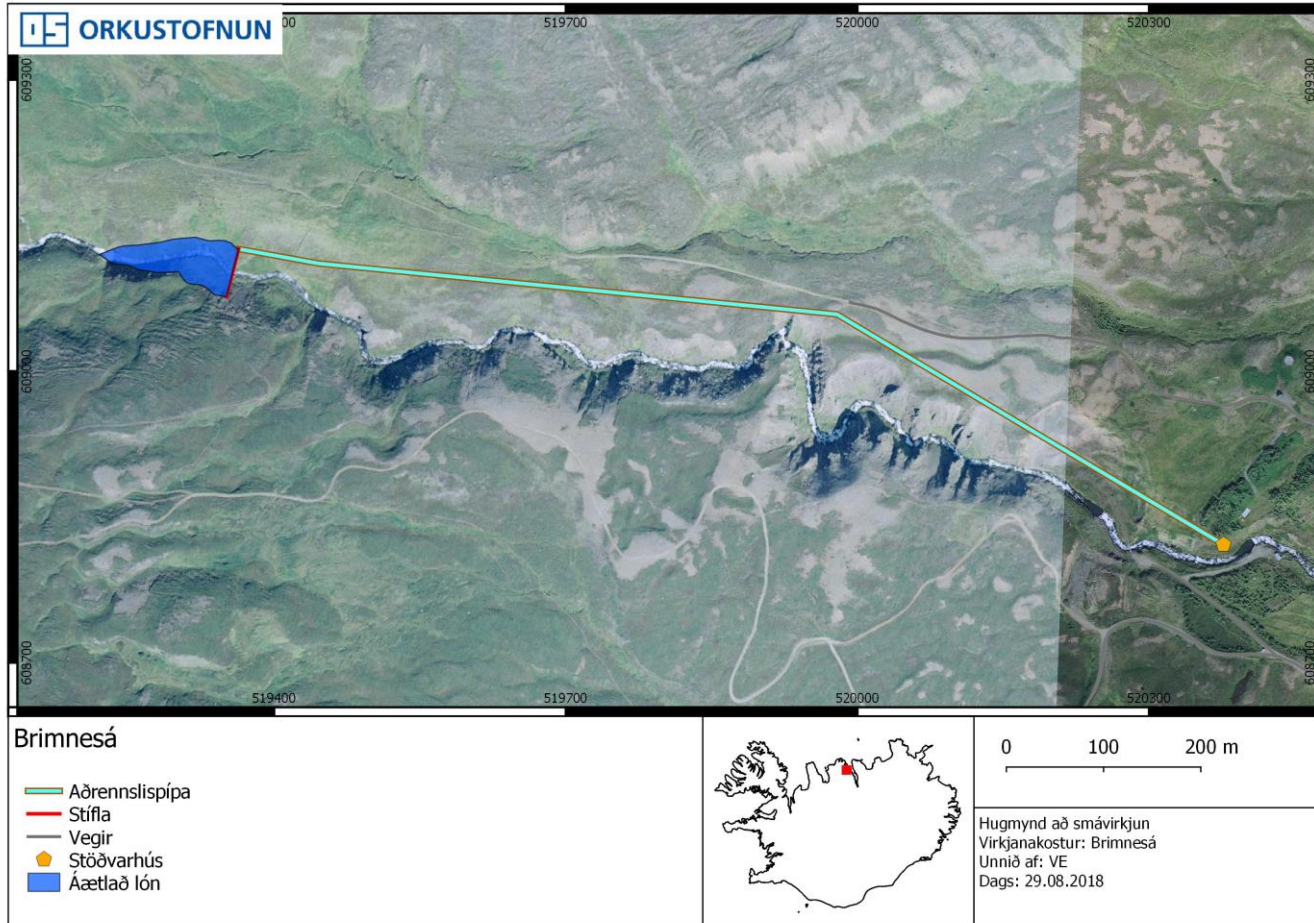 OS ORKUSTOFNUN
519700
520000
520300
609300
609300
609000
609000
608700
608700
519400
519700
520000
520300
Brimnesá
Aðrennslispípa
Stífla
Vegir
Stöðvarhús
Áætlað lón
0 100 200 m
Hugmynd að smávirkjun
Virkjanakostur: Brimnesá
Unnið af: VE
Dags: 29.08.2018